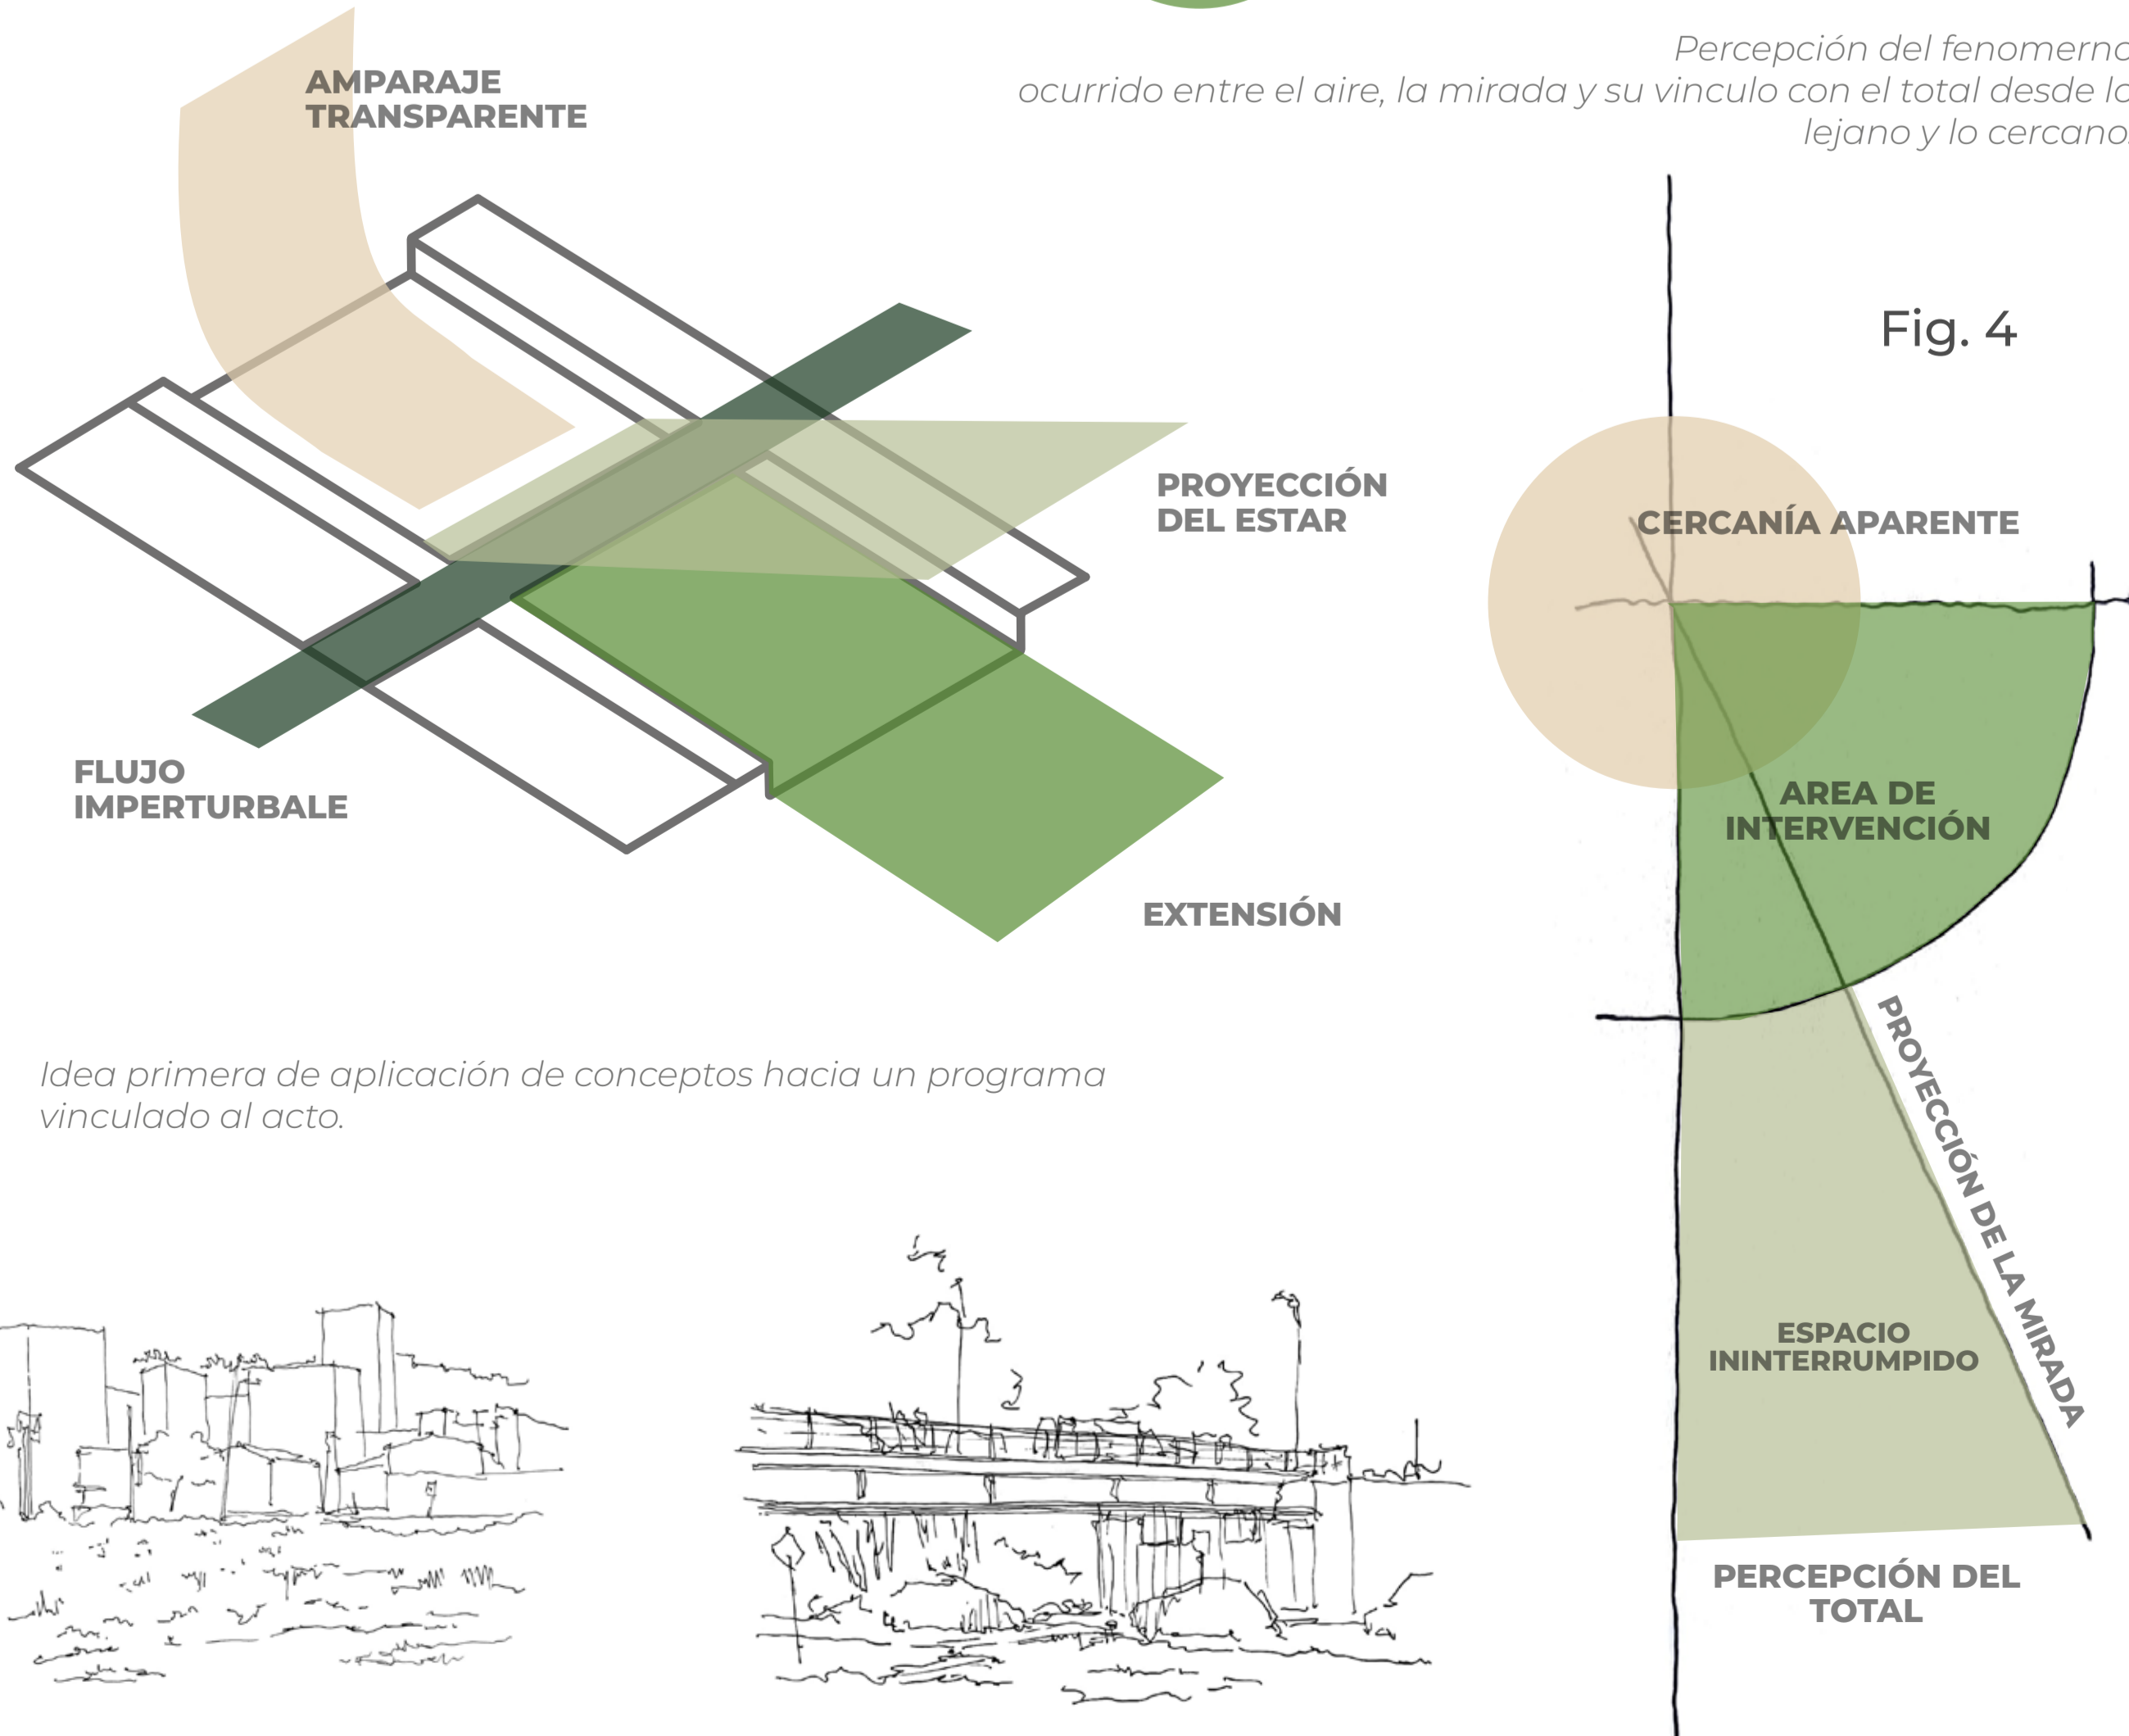 Percepción del fenomerno
ocurrido entre el aire, la mirada y su vinculo con el total desde lo
lejano y lo cercano.
AMPARAJE
TRANSPARENTE
PROYECCIÓN
DEL ESTAR
FLUJO
IMPERTURBALE
EXTENSIÓN
Idea primera de aplicación de conceptos hacia un programa
vinculado al acto.
Fig. 4
CERCANÍA APARENTE
AREA DE
INTERVENCIÓN
PROYECCIÓN DE LA MIRADA
ESPACIO
ININTERRUMPIDO
PERCEPCIÓN DEL
TOTAL